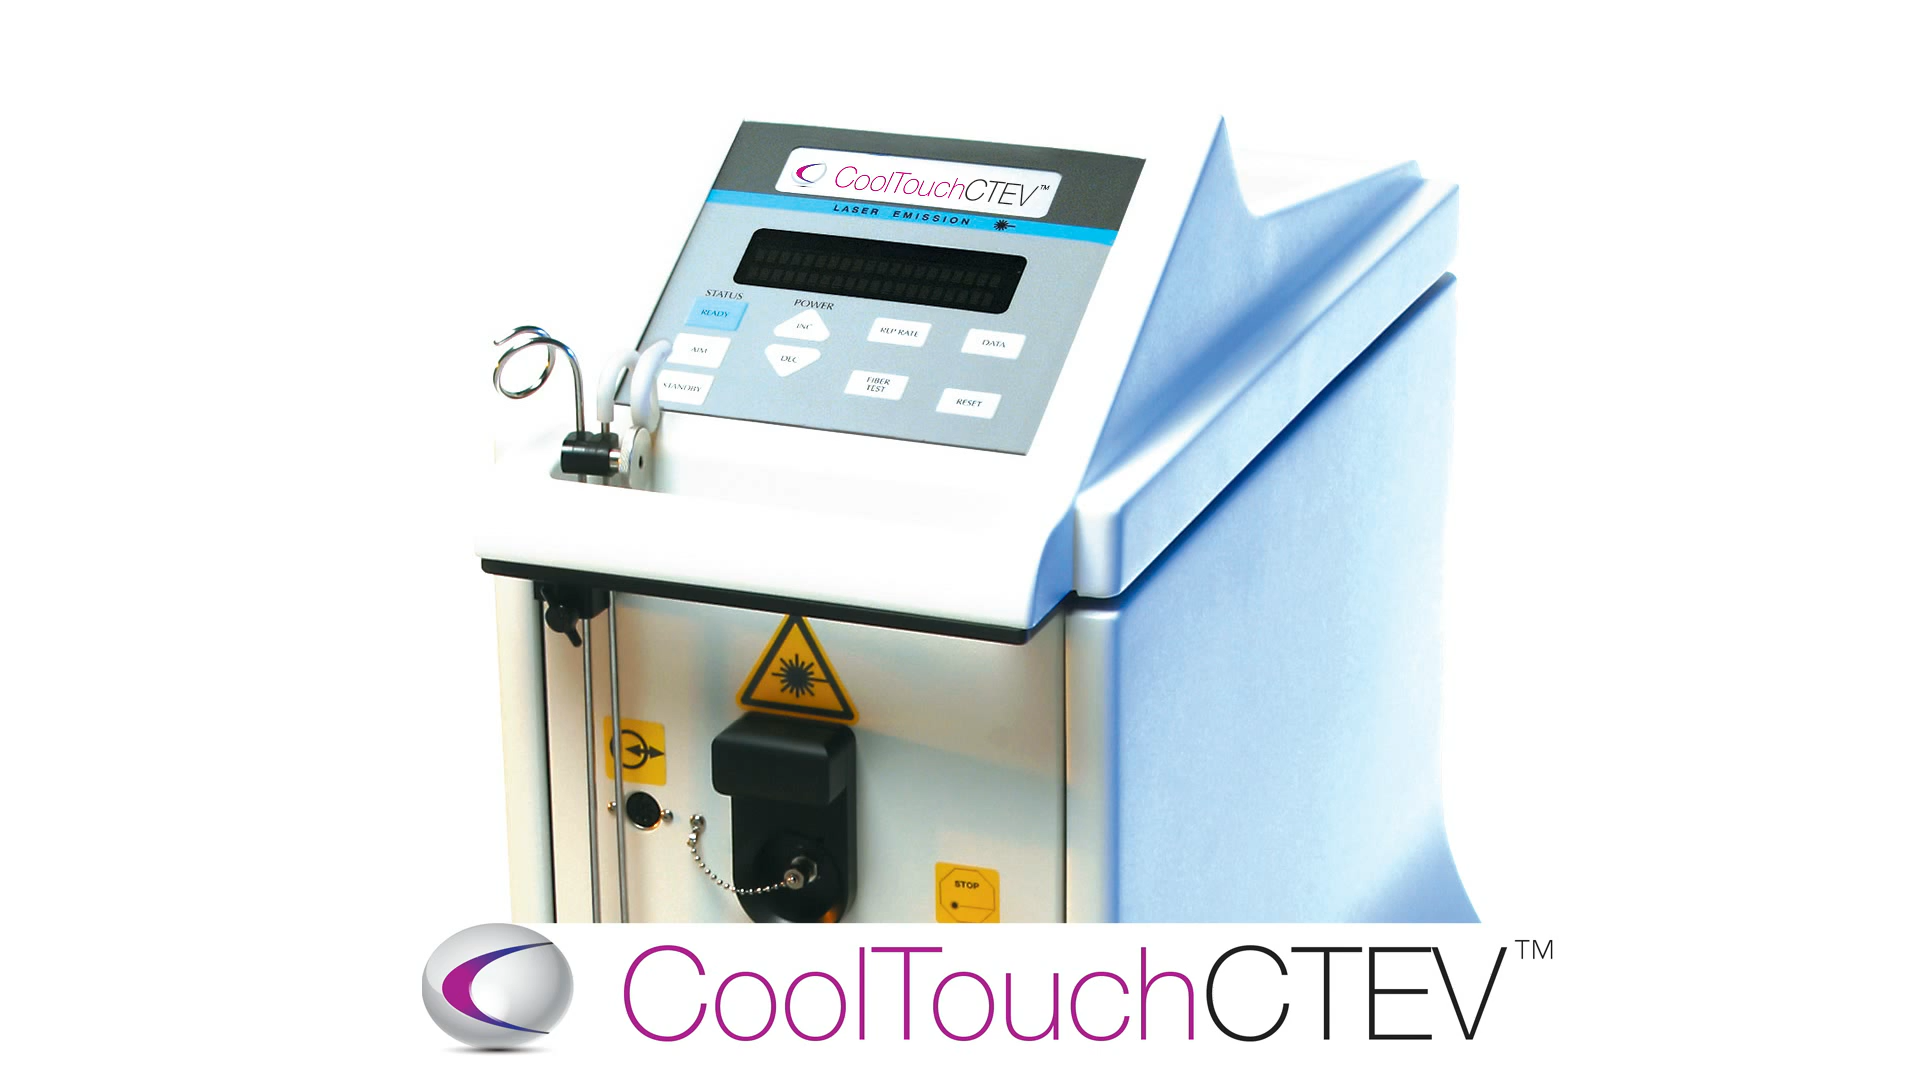 CoolTouchCTEV™
LASER EMISSION
STATUS
POWER
READY
INC
REP RATE
DATA
AIM
DEC
STANDBY
FIBER
TEST
RESET
STOP
CoolTouchCTEV™